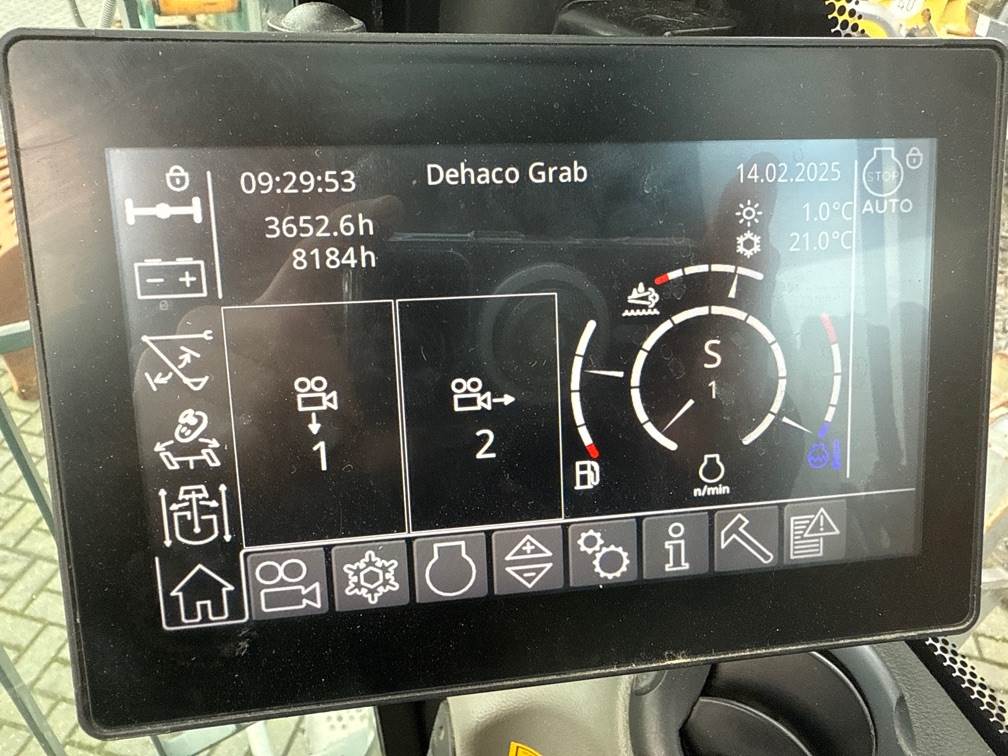 09:29:53
Dehaco Grab
14.02.2025
3652.6h
8184h
1.0°C
21.0°C
STOP
AUTO
S
1
1
2
n/min